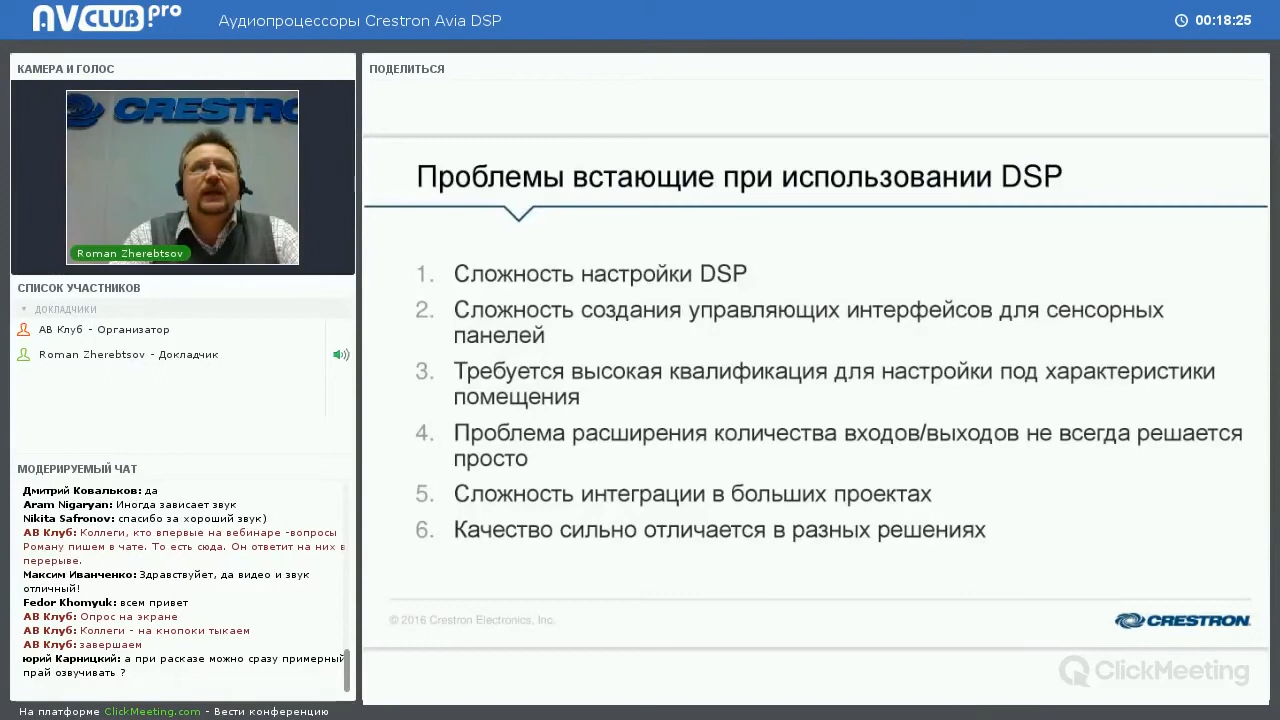 AVCLUB.pro
Аудиопроцессоры Crestron Avia DSP
00:18:25
КАМЕРА И ГОЛОС
CRESTRO
Roman Zherebtsov
СПИСОК УЧАСТНИКОВ
ДОКЛАДЧИКИ
АВ Клуб - Организатор
Roman Zherebtsov - Докладчик
МОДЕРИРУЕМЫЙ ЧАТ
Дмитрий Ковальков: да
Aram Nigaryan: Иногда зависает звук
Nikita Safronov: спасибо за хороший звук)
АВ Клуб: Коллеги, кто впервые на вебинаре -вопросы
Роману пишем в чате. То есть сюда. Он ответит на них в
перерыве.
Максим Иванченко: Здравствуйет, да видео и звук
отличный!
Fedor Khomyuk: всем привет
АВ Клуб: Опрос на экране
АВ Клуб: Коллеги - на кнопоки тыкаем
АВ Клуб: завершаем
юрий Карницкий: а при расказе можно сразу примерный
прай озвучивать ?
На платформе ClickMeeting.com - Вести конференцию
ПОДЕЛИТЬСЯ
Проблемы встающие при использовании DSP
1. Сложность настройки DSP
2. Сложность создания управляющих интерфейсов для сенсорных
панелей
3. Требуется высокая квалификация для настройки под характеристики
помещения
4. Проблема расширения количества входов/выходов не всегда решается
просто
5. Сложность интеграции в больших проектах
6. Качество сильно отличается в разных решениях
© 2016 Crestron Electronics, Inc.
CRESTRON
ClickMeeting